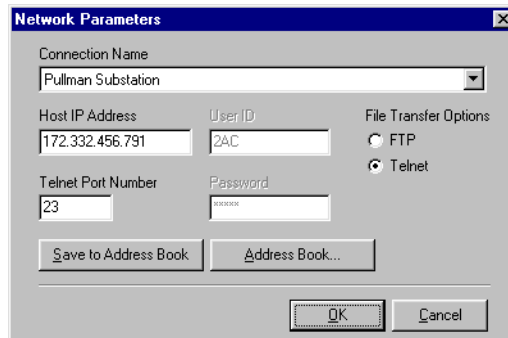 Network Parameters
Connection Name
Pullman Substation
Host IP Address
User ID
File Transfer Options
172.332.456.791
2AC
FTP
Telnet
Telnet Port Number
Password
23
*****
Save to Address Book
Address Book...
OK
Cancel